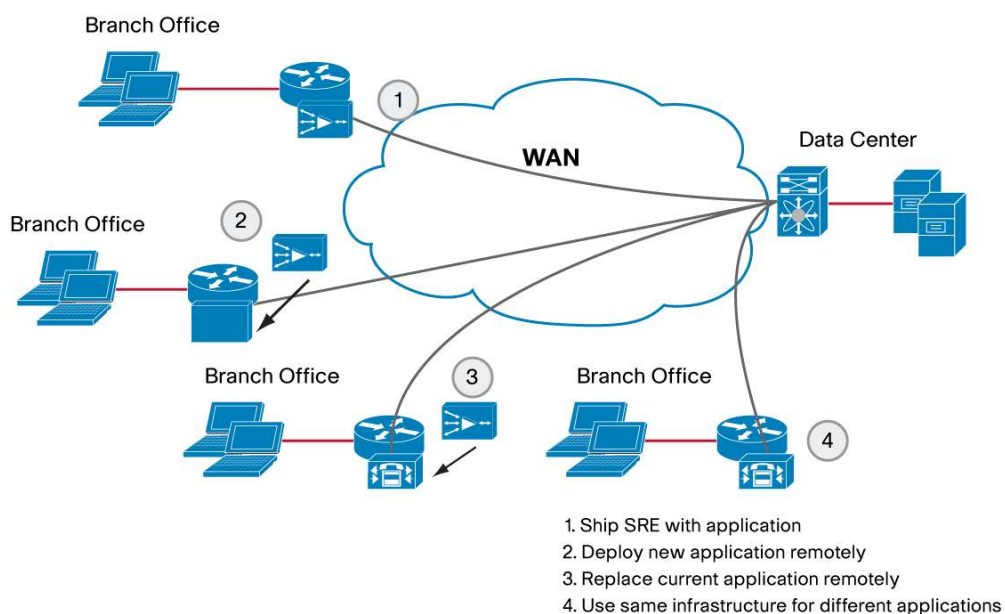 Branch Office
1
WAN
Data Center
Branch Office
2
Branch Office
3
Branch Office
4
1. Ship SRE with application
2. Deploy new application remotely
3. Replace current application remotely
4. Use same infrastructure for different applications